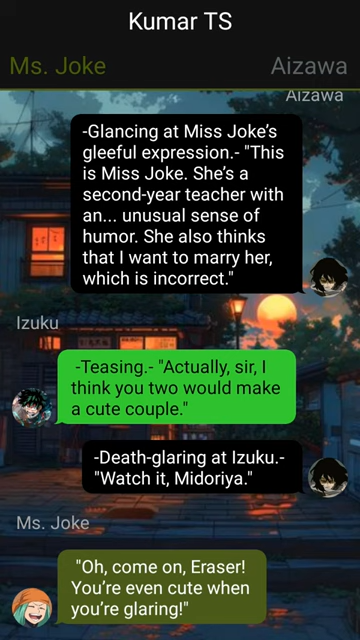 Kumar TS
Ms. Joke
Aizawa
Aizawa
-Glancing at Miss Joke’s
gleeful expression.- "This
is Miss Joke. She’s a
second-year teacher with
an... unusual sense of
humor. She also thinks
that I want to marry her,
which is incorrect."
Izuku
-Teasing.- "Actually, sir, I
think you two would make
a cute couple."
-Death-glaring at Izuku.-
"Watch it, Midoriya."
Ms. Joke
"Oh, come on, Eraser!
You’re even cute when
you’re glaring!"